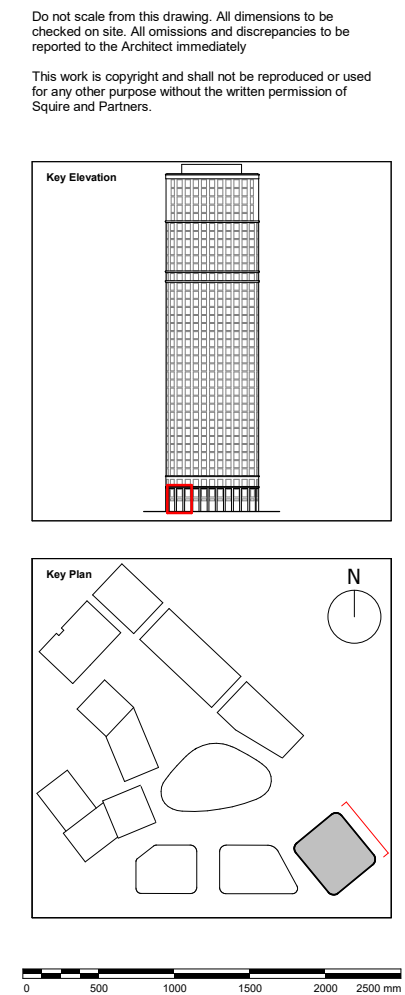 Do not scale from this drawing. All dimensions to be
checked on site. All omissions and discrepancies to be
reported to the Architect immediately
This work is copyright and shall not be reproduced or used
for any other purpose without the written permission of
Squire and Partners.
Key Elevation
Key Plan
N
0 500 1000 1500 2000 2500 mm